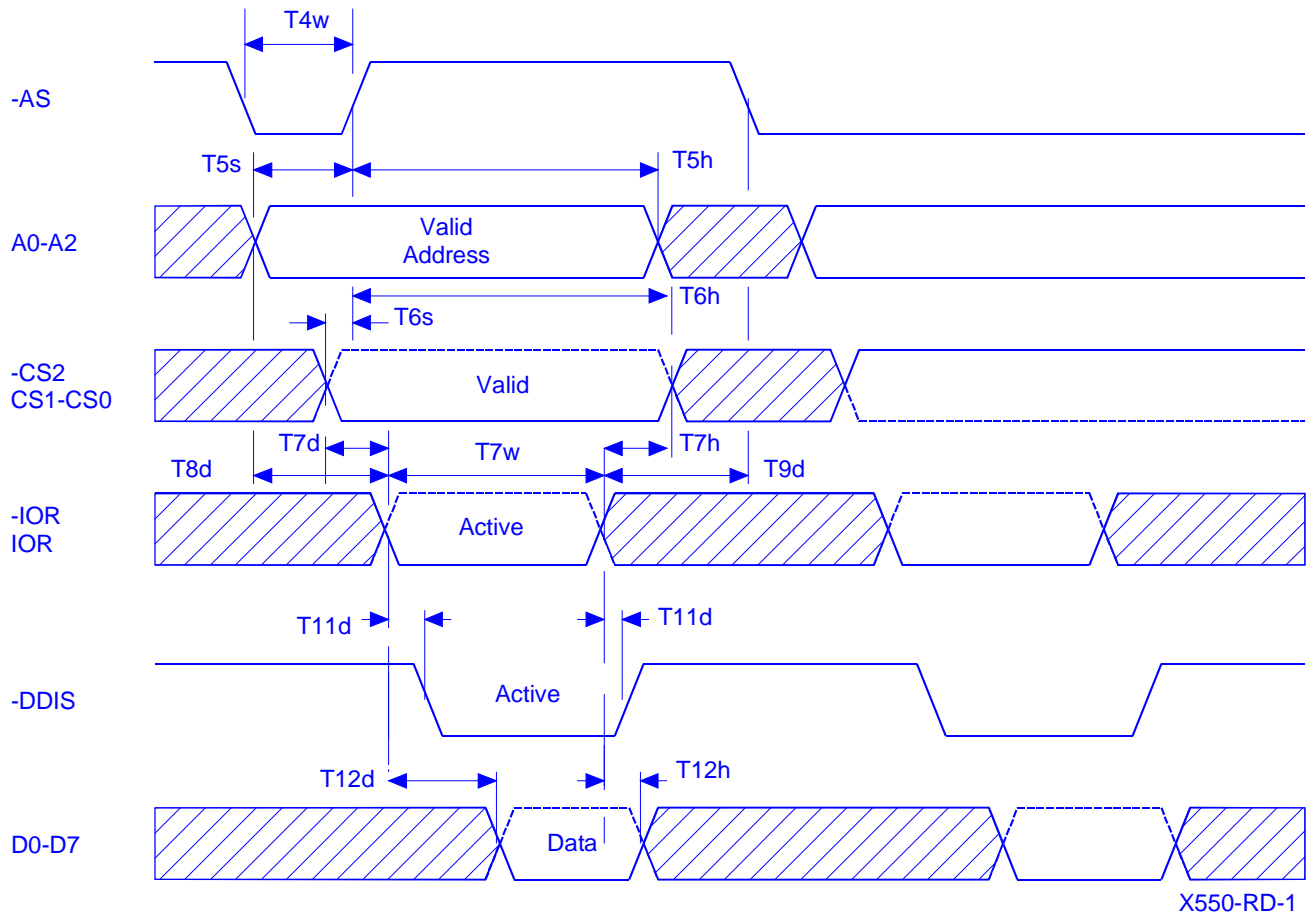 T4w
-AS
T5s
T5h
A0-A2
Valid
Address
T6h
T6s
-CS2
CS1-CS0
Valid
T7d
T7w
T7h
T8d
T9d
-IOR
IOR
Active
T11d
T11d
-DDIS
Active
T12d
T12h
D0-D7
Data
X550-RD-1